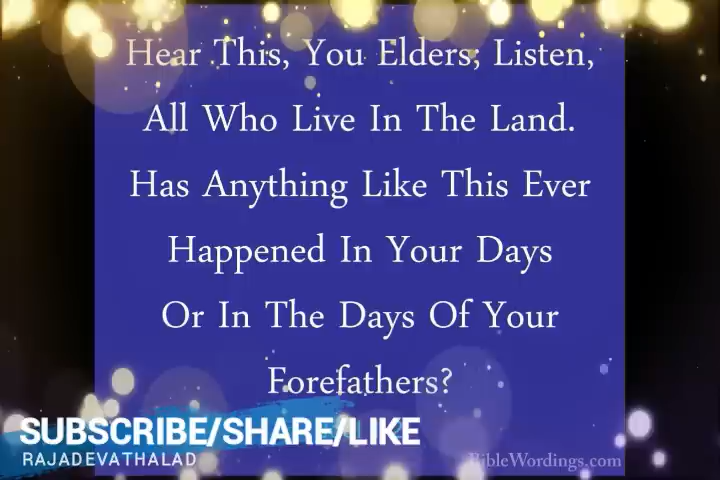 Hear This, You Elders; Listen,
All Who Live In The Land.
Has Anything Like This Ever
Happened In Your Days
Or In The Days Of Your
Forefathers?
SUBSCRIBE/SHARE/LIKE
RAJADEVATHALAD
BibleWordings.com